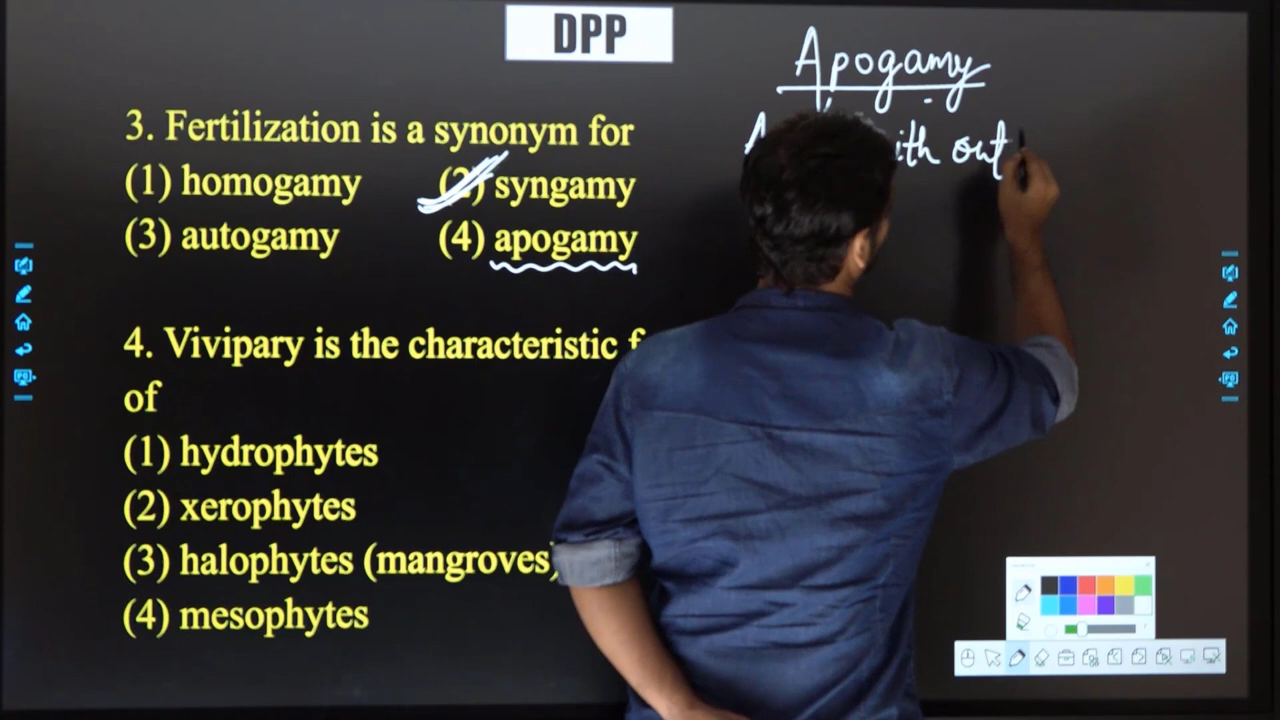 DPP
Apogamy
with out
3. Fertilization is a synonym for
(1) homogamy (2) syngamy
(3) autogamy (4) apogamy
4. Vivipary is the characteristic
of
(1) hydrophytes
(2) xerophytes
(3) halophytes (mangroves)
(4) mesophytes